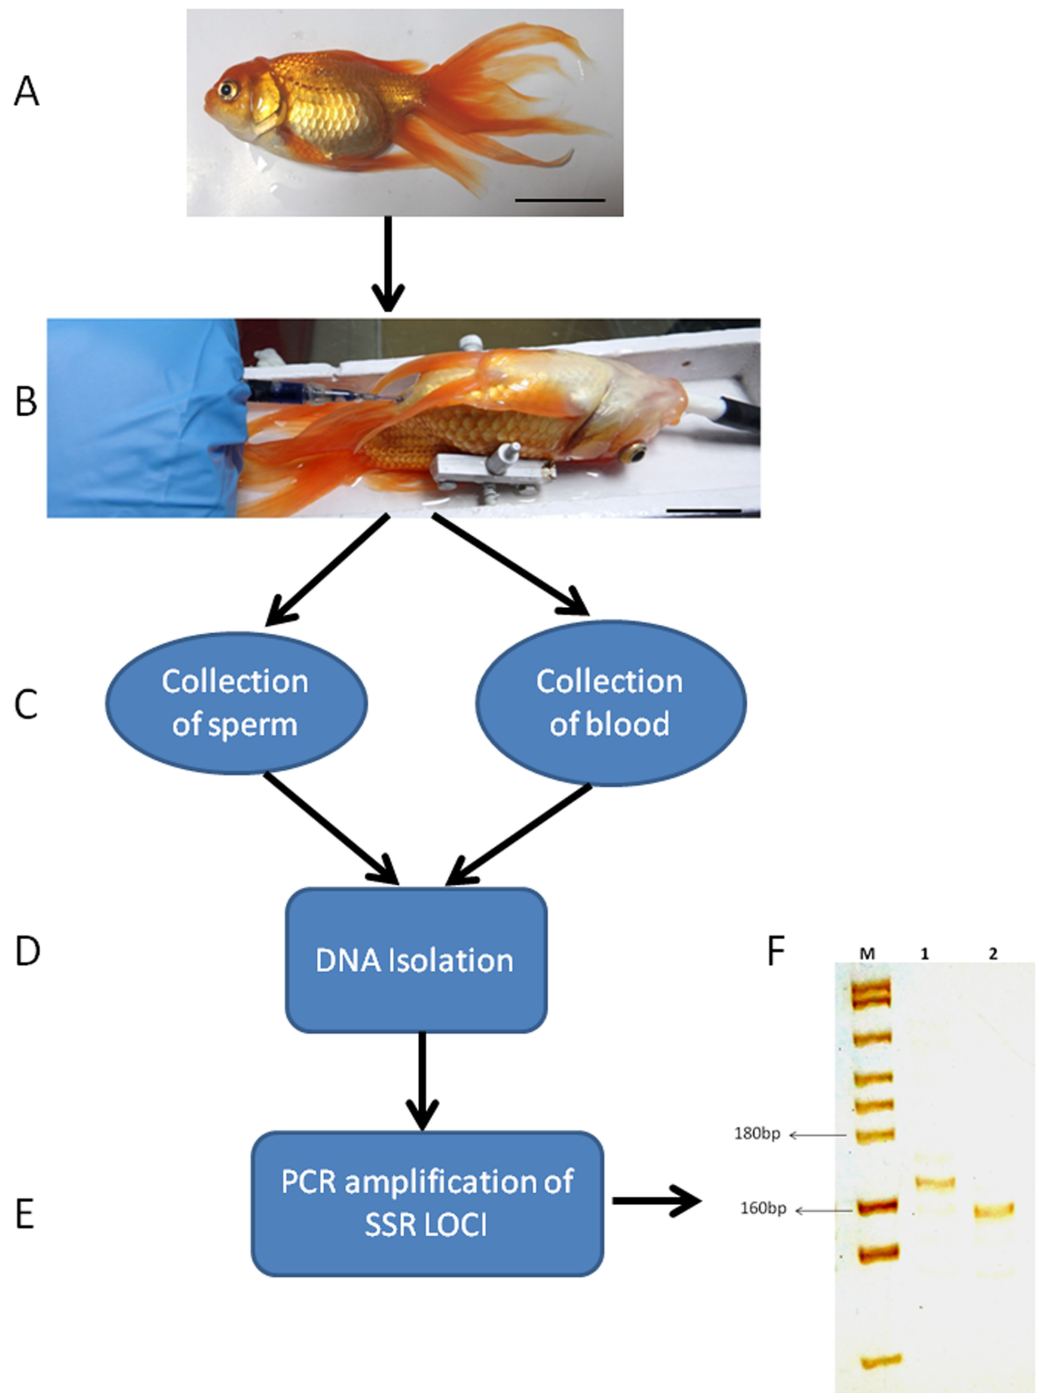 A
B
C
Collection
of sperm
Collection
of blood
D
DNA Isolation
E
PCR amplification of
SSR LOCI
F
M 1 2
180bp
160bp